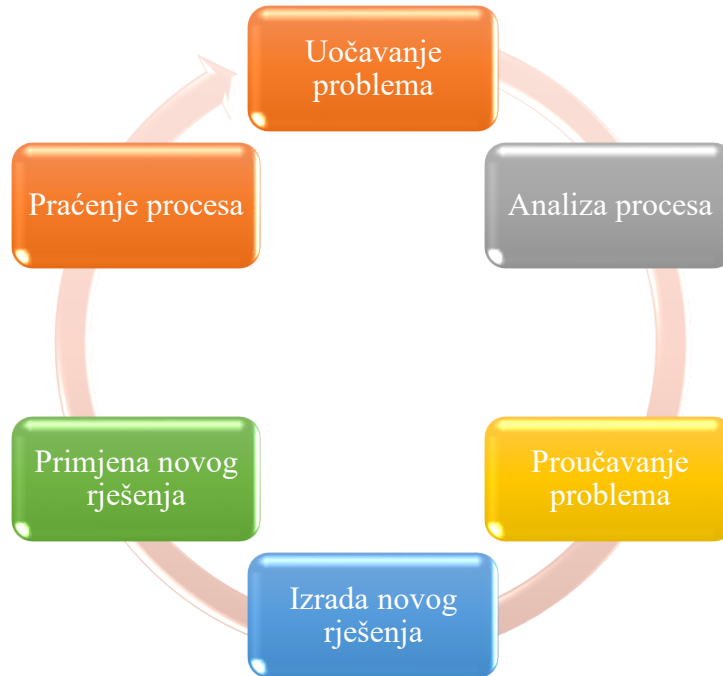 Uočavanje
problema
Analiza procesa
Proučavanje
problema
Izrada novog
rješenja
Primjena novog
rješenja
Praćenje procesa